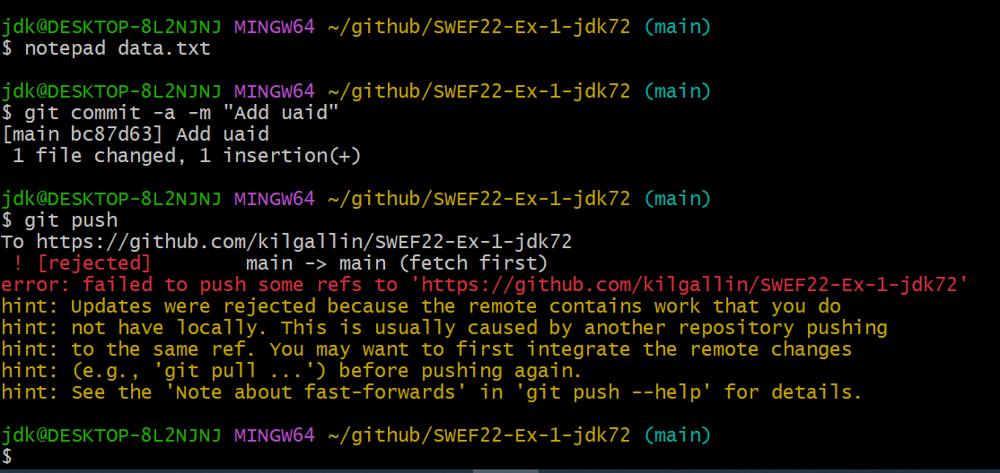 jdk@DESKTOP-8L2NJNJ MINGW64 ~/github/SWEF22-Ex-1-jdk72 (main)
$ notepad data.txt
jdk@DESKTOP-8L2NJNJ MINGW64 ~/github/SWEF22-Ex-1-jdk72 (main)
$ git commit -a -m "Add uaid"
[main bc87d63] Add uaid
 1 file changed, 1 insertion(+)
jdk@DESKTOP-8L2NJNJ MINGW64 ~/github/SWEF22-Ex-1-jdk72 (main)
$ git push
To https://github.com/kilgallin/SWEF22-Ex-1-jdk72
 ! [rejected]        main -> main (fetch first)
error: failed to push some refs to 'https://github.com/kilgallin/SWEF22-Ex-1-jdk72'
hint: Updates were rejected because the remote contains work that you do
hint: not have locally. This is usually caused by another repository pushing
hint: to the same ref. You may want to first integrate the remote changes
hint: (e.g., 'git pull ...') before pushing again.
hint: See the 'Note about fast-forwards' in 'git push --help' for details.
jdk@DESKTOP-8L2NJNJ MINGW64 ~/github/SWEF22-Ex-1-jdk72 (main)
$